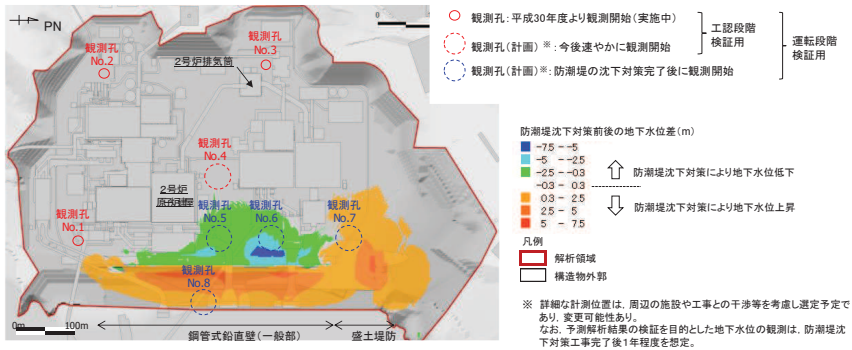 PN
観測孔
No.2
観測孔
No.3
2号炉排気筒
観測孔
No.4
2号炉
原子炉建屋
観測孔
No.1
観測孔
No.5
観測孔
No.6
観測孔
No.7
観測孔
No.8
0m 100m
鋼管式鉛直壁(一般部) 盛土堤防
観測孔:平成30年度より観測開始(実施中)
観測孔(計画)※:今後速やかに観測開始
観測孔(計画)※:防潮堤の沈下対策完了後に観測開始
工認段階
検証用
運転段階
検証用
防潮堤沈下対策前後の地下水位差(m)
-7.5 - -5
-5 - -2.5
-2.5 - -0.3
-0.3 - 0.3
0.3 - 2.5
2.5 - 5
5 - 7.5
防潮堤沈下対策により地下水位低下
防潮堤沈下対策により地下水位上昇
凡例
解析領域
構造物外郭
※ 詳細な計測位置は,周辺の施設や工事との干渉等を考慮し選定予定で
あり,変更可能性あり。
なお,予測解析結果の検証を目的とした地下水位の観測は,防潮堤沈
下対策工事完了後1年程度を想定。